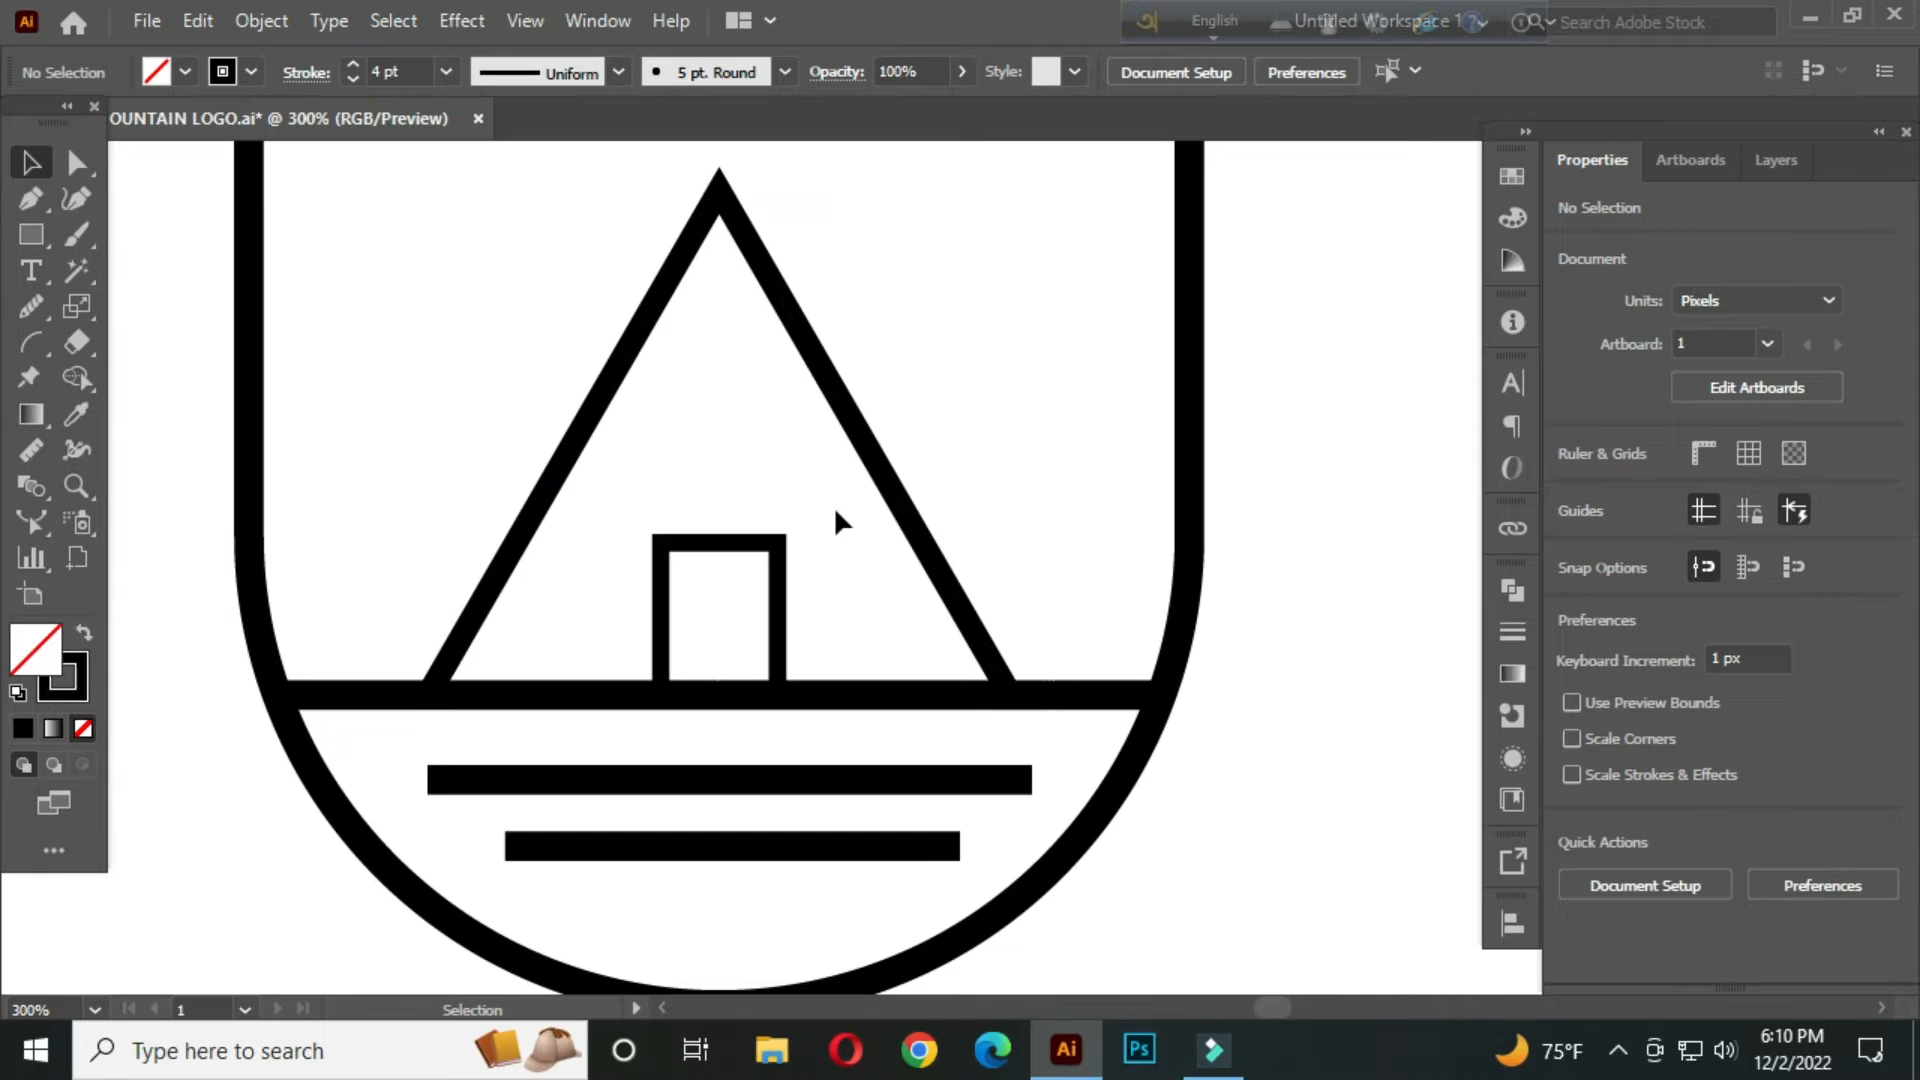 Ai File Edit Object Type Select Effect View Window Help English Untitled Workspace 1 Search Adobe Stock
No Selection Stroke: 4 pt Uniform 5 pt. Round Opacity: 100% Style: Document Setup Preferences
OUNTAIN LOGO.ai* @ 300% (RGB/Preview)
Properties Artboards Layers
No Selection
Document
Units: Pixels
Artboard: 1
Edit Artboards
Ruler & Grids
Guides
Snap Options
Preferences
Keyboard Increment: 1 px
Use Preview Bounds
Scale Corners
Scale Strokes & Effects
Quick Actions
Document Setup Preferences
300% 1 Selection
Type here to search Ai Ps 75°F 6:10 PM
12/2/2022